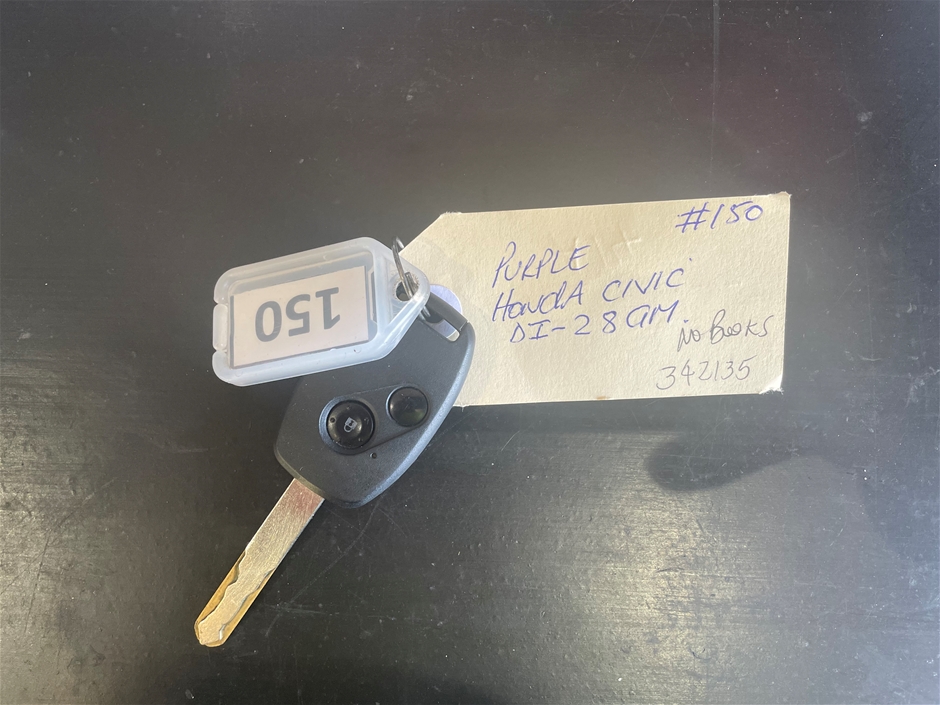 #150
PURPLE
HONdA CIVIC
DI-28GM.
No Books
342135
150